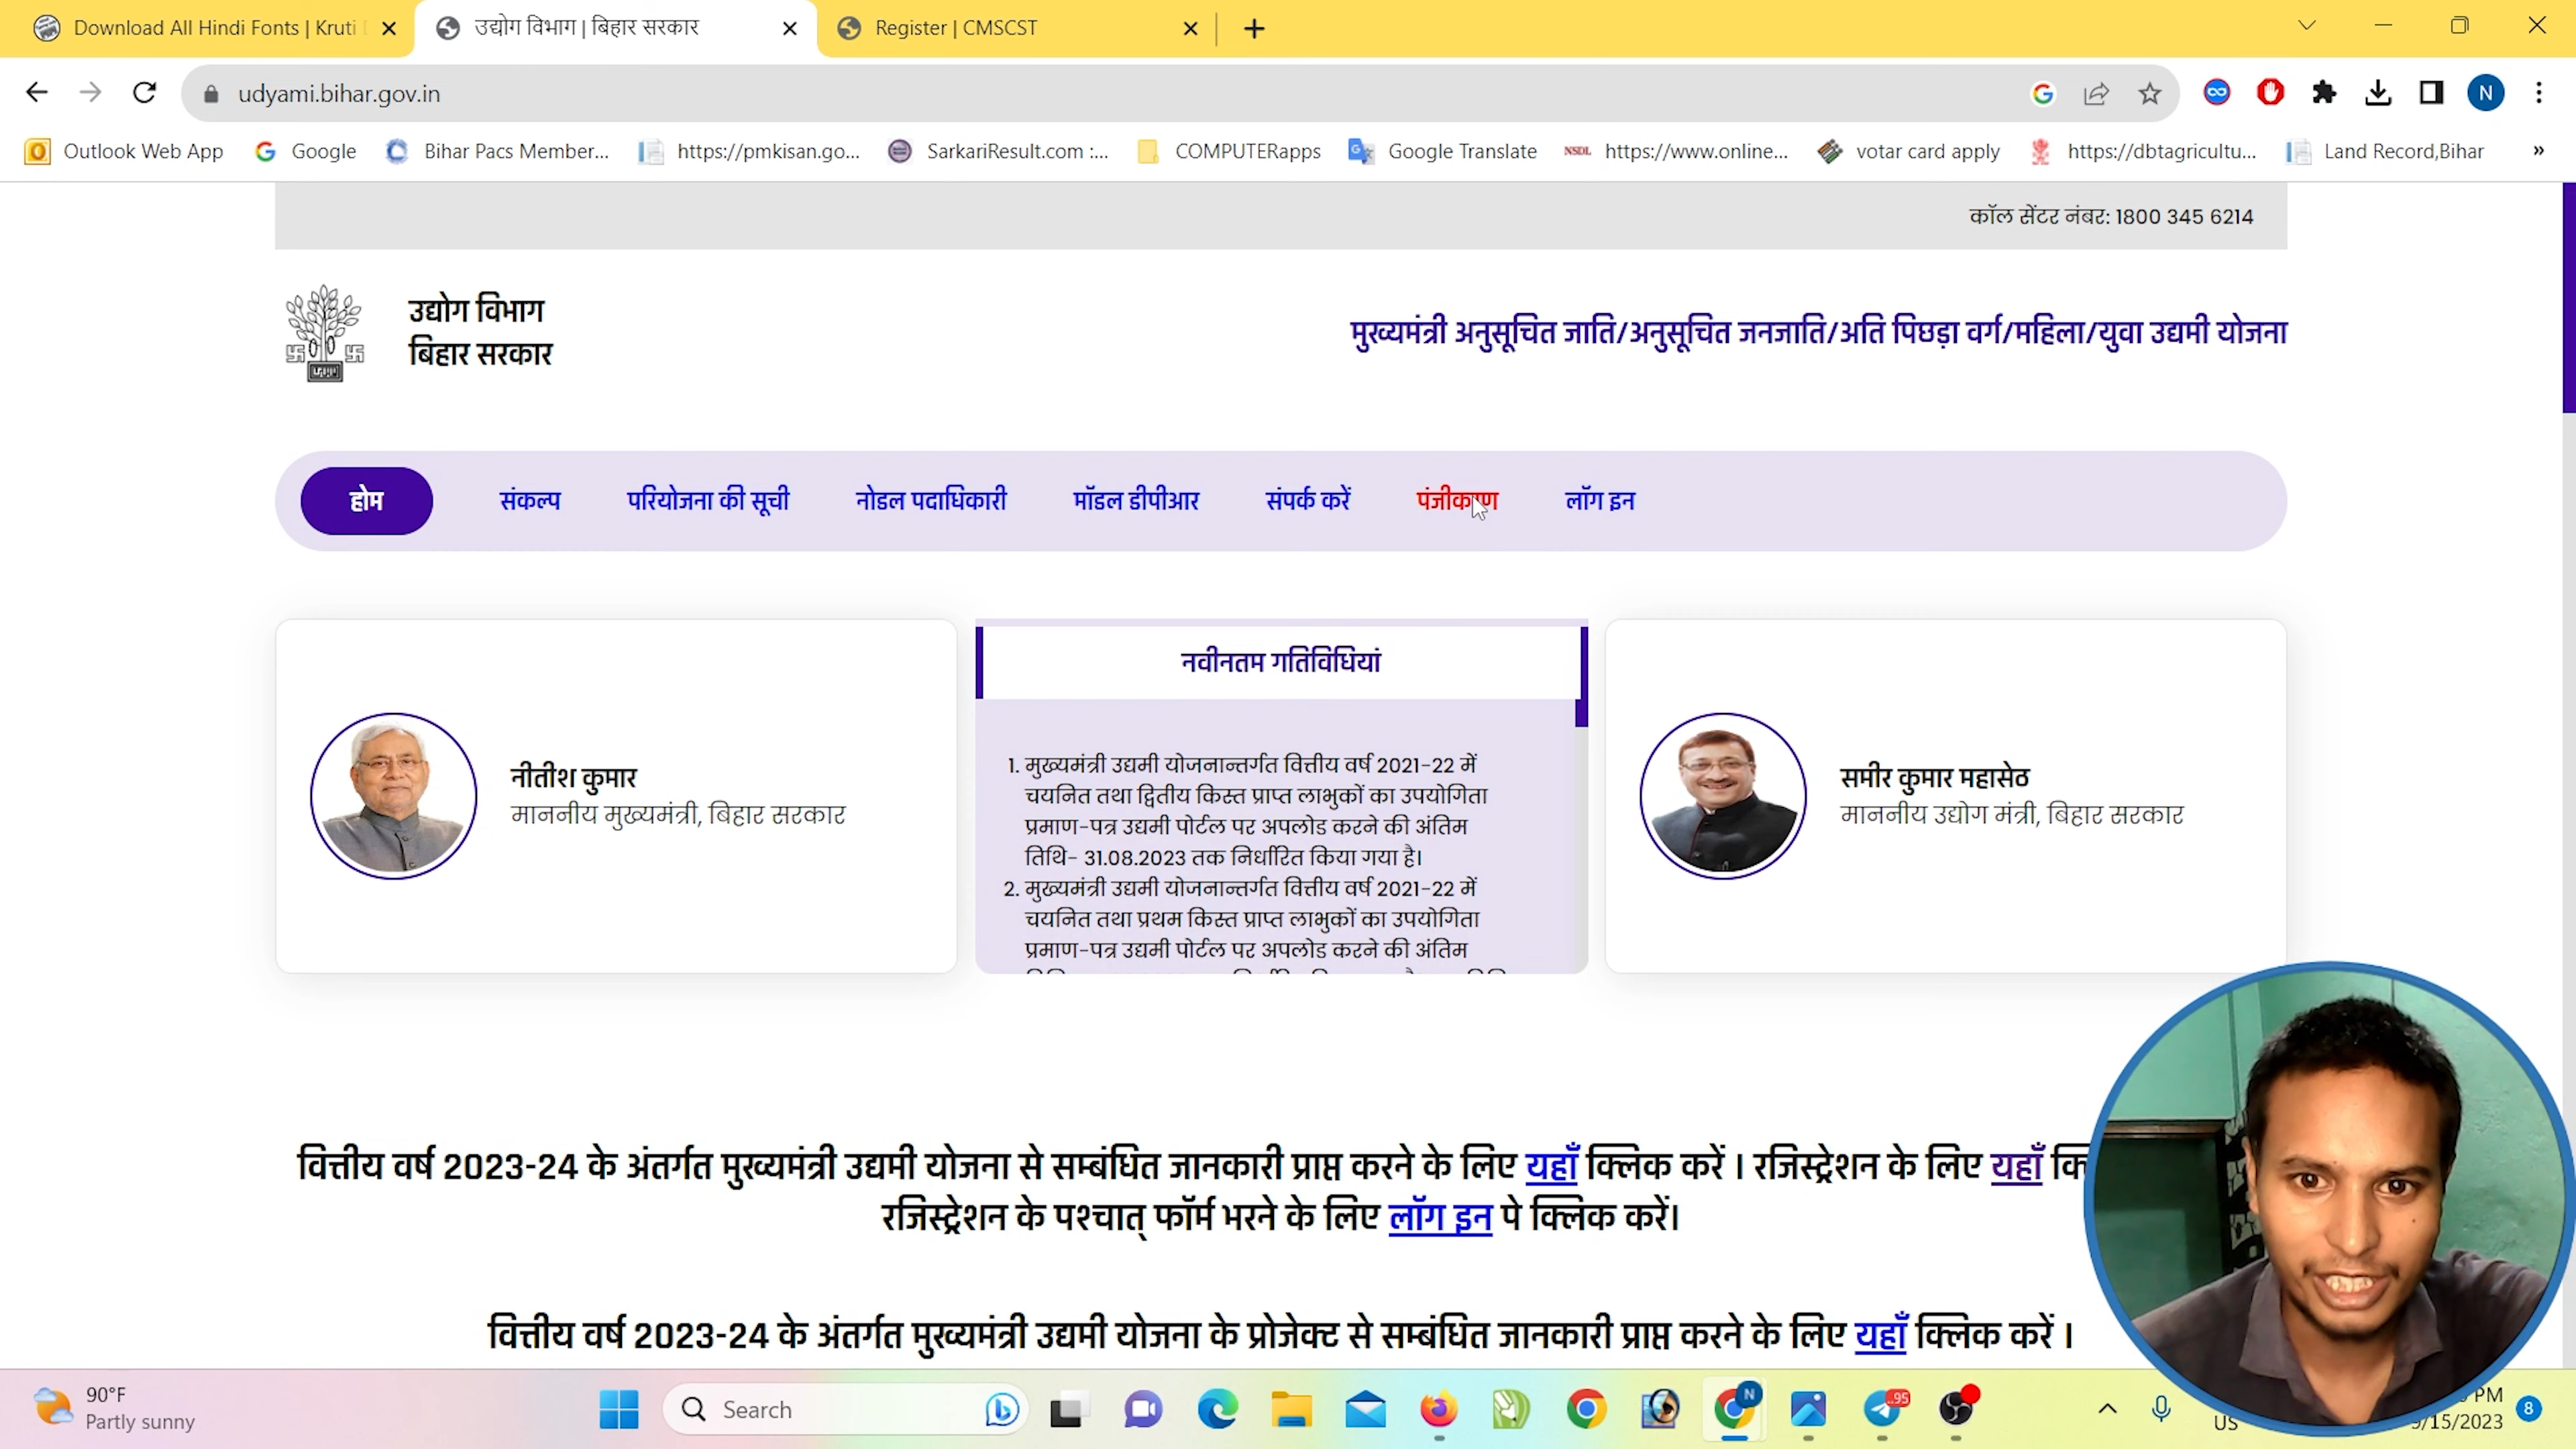 Download All Hindi Fonts | Kruti
उद्योग विभाग | बिहार सरकार
Register | CMSCST
udyami.bihar.gov.in
N
Outlook Web App
Google
Bihar Pacs Member...
https://pmkisan.go...
SarkariResult.com :...
COMPUTERapps
Google Translate
NSDL
https://www.online...
votar card apply
https://dbtagricultu...
Land Record,Bihar
»
कॉल सेंटर नंबर: 1800 345 6214
उद्योग विभाग
बिहार सरकार
मुख्यमंत्री अनुसूचित जाति/अनुसूचित जनजाति/अति पिछड़ा वर्ग/महिला/युवा उद्यमी योजना
होम
संकल्प
परियोजना की सूची
नोडल पदाधिकारी
मॉडल डीपीआर
संपर्क करें
पंजीकरण
लॉग इन
नीतीश कुमार
माननीय मुख्यमंत्री, बिहार सरकार
नवीनतम गतिविधियां
1. मुख्यमंत्री उद्यमी योजनान्तर्गत वित्तीय वर्ष 2021-22 में
चयनित तथा द्वितीय किस्त प्राप्त लाभुकों का उपयोगिता
प्रमाण-पत्र उद्यमी पोर्टल पर अपलोड करने की अंतिम
तिथि- 31.08.2023 तक निर्धारित किया गया है।
2. मुख्यमंत्री उद्यमी योजनान्तर्गत वित्तीय वर्ष 2021-22 में
चयनित तथा प्रथम किस्त प्राप्त लाभुकों का उपयोगिता
प्रमाण-पत्र उद्यमी पोर्टल पर अपलोड करने की अंतिम
समीर कुमार महासेठ
माननीय उद्योग मंत्री, बिहार सरकार
वित्तीय वर्ष 2023-24 के अंतर्गत मुख्यमंत्री उद्यमी योजना से सम्बंधित जानकारी प्राप्त करने के लिए यहाँ क्लिक करें । रजिस्ट्रेशन के लिए यहाँ
रजिस्ट्रेशन के पश्चात् फॉर्म भरने के लिए लॉग इन पे क्लिक करें।
वित्तीय वर्ष 2023-24 के अंतर्गत मुख्यमंत्री उद्यमी योजना के प्रोजेक्ट से सम्बंधित जानकारी प्राप्त करने के लिए यहाँ क्लिक करें ।
90°F
Partly sunny
Search
N
95
PM
US
/15/2023
8